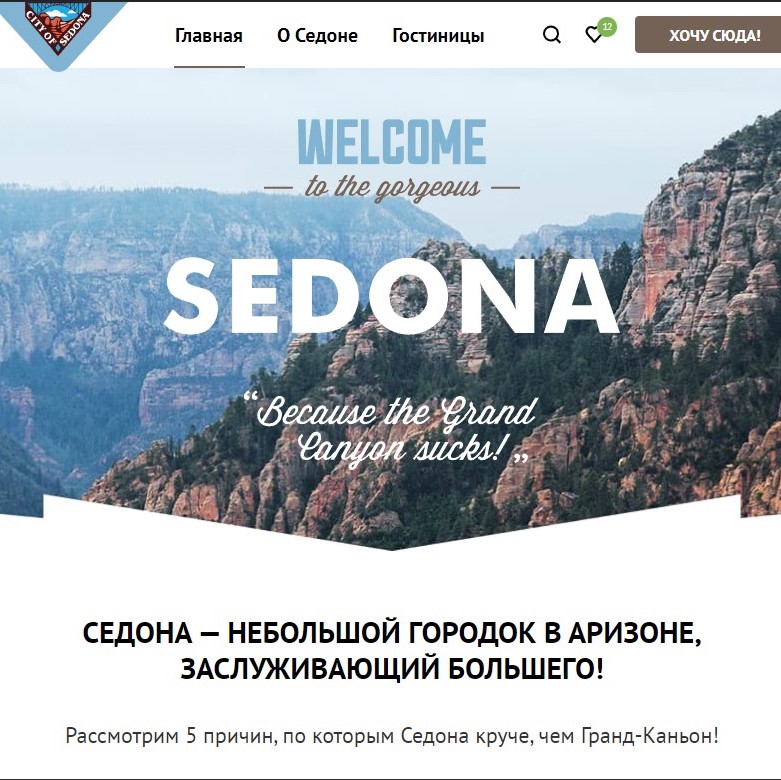 CITY OF SEDONA
Главная О Седоне Гостиницы 12 ХОЧУ СЮДА!
WELCOME
to the gorgeous
SEDONA
“Because the Grand
Canyon sucks!„
СЕДОНА — НЕБОЛЬШОЙ ГОРОДОК В АРИЗОНЕ,
ЗАСЛУЖИВАЮЩИЙ БОЛЬШЕГО!
Рассмотрим 5 причин, по которым Седона круче, чем Гранд-Каньон!